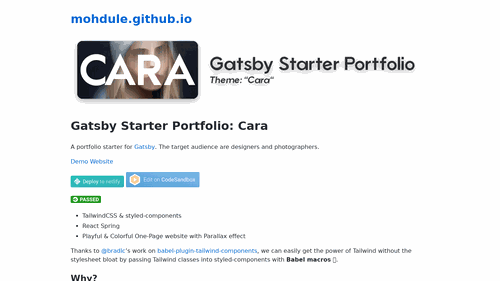 mohdule.github.io
CARA
Gatsby Starter Portfolio
Theme: "Cara"
Gatsby Starter Portfolio: Cara
A portfolio starter for Gatsby. The target audience are designers and photographers.
Demo Website
Deploy to netlify
Edit on CodeSandbox
PASSED
TailwindCSS & styled-components
React Spring
Playful & Colorful One-Page website with Parallax effect
Thanks to @bradlc's work on babel-plugin-tailwind-components, we can easily get the power of Tailwind without the
stylesheet bloat by passing Tailwind classes into styled-components with Babel macros 🎉.
Why?